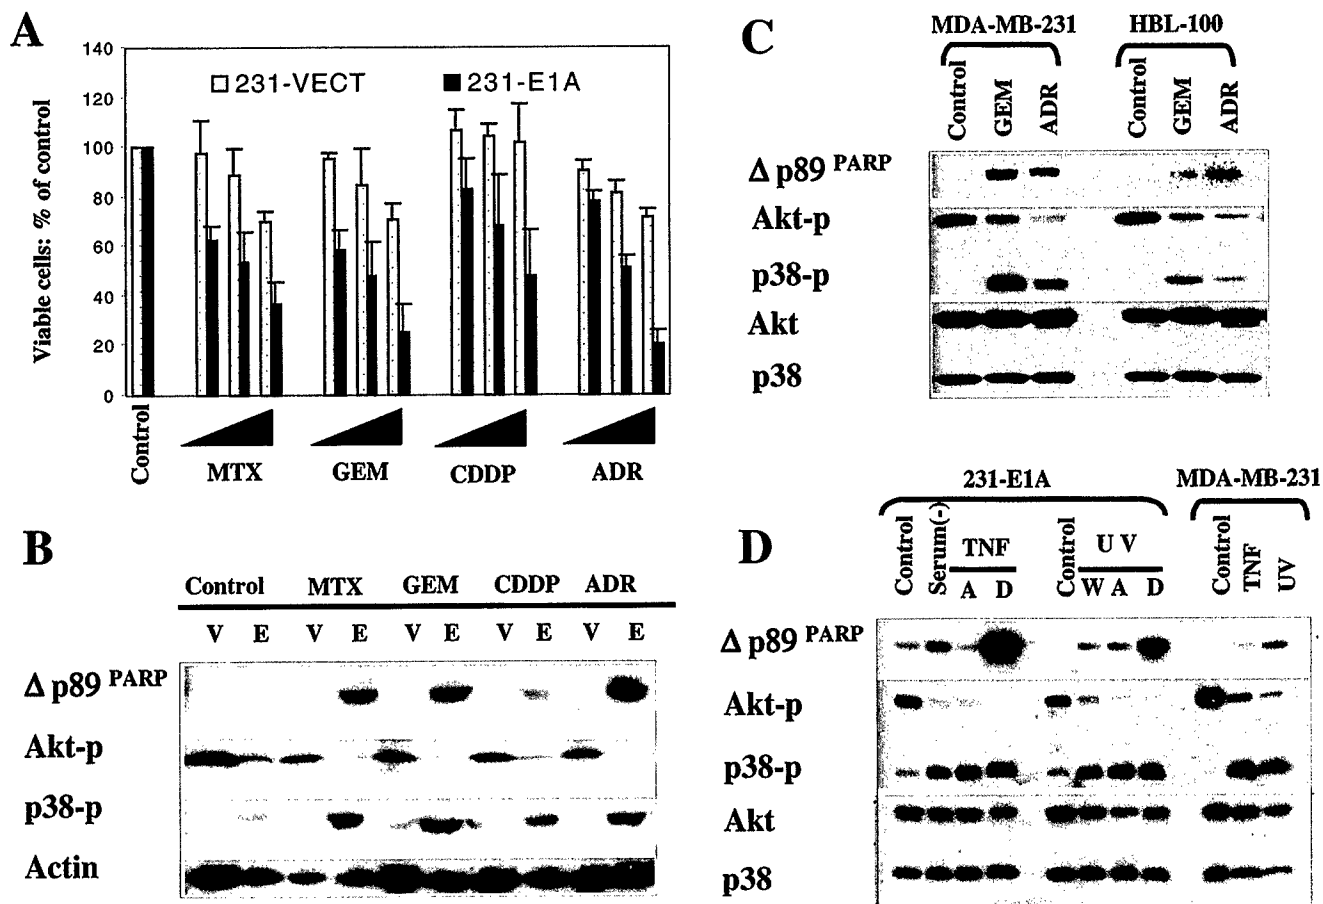 A
140
120
100
80
60
40
20
0
Viable cells: % of control
231-VECT
231-E1A
Control
MTX
GEM
CDDP
ADR
B
Control MTX GEM CDDP ADR
V E V E V E V E V E
Δ p89 PARP
Akt-p
p38-p
Actin
C
MDA-MB-231 HBL-100
Control GEM ADR Control GEM ADR
Δ p89 PARP
Akt-p
p38-p
Akt
p38
D
231-E1A MDA-MB-231
Control Serum(-) TNF Control U V Control TNF UV
A D W A D
Δ p89 PARP
Akt-p
p38-p
Akt
p38